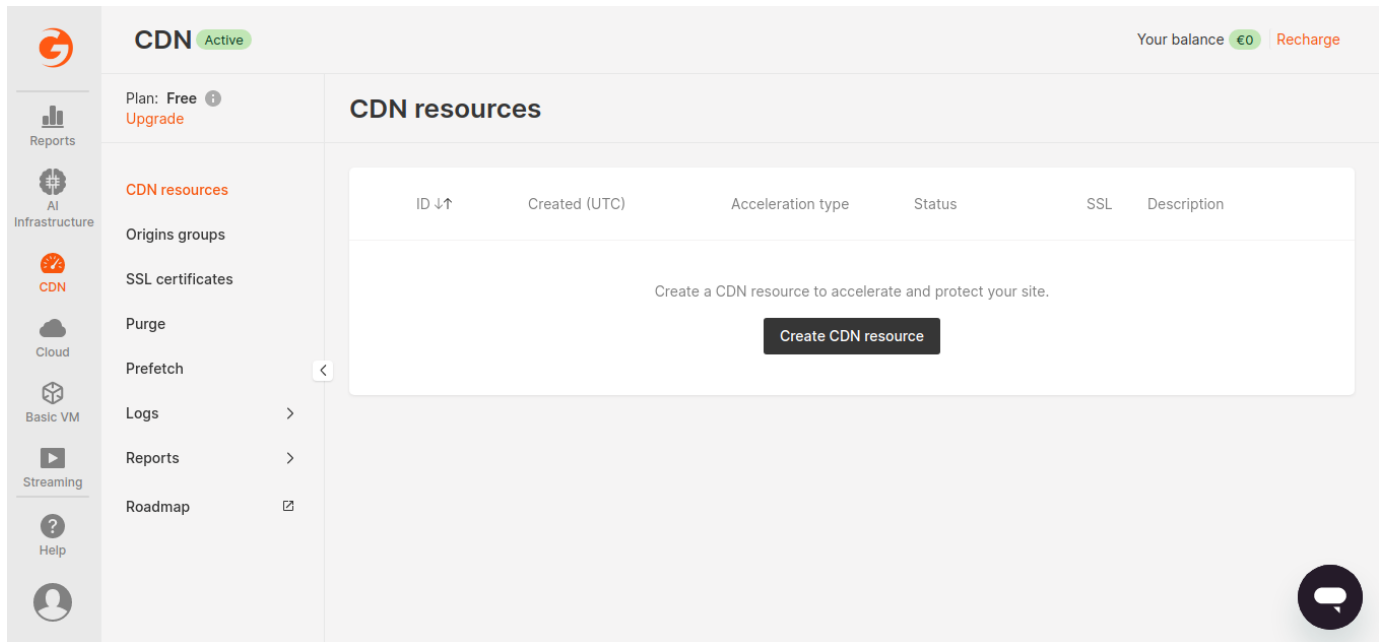 CDN Active
Your balance €0 Recharge
Reports
AI
Infrastructure
CDN
Cloud
Basic VM
Streaming
Help
Plan: Free
Upgrade
CDN resources
Origins groups
SSL certificates
Purge
Prefetch
Logs
Reports
Roadmap
CDN resources
ID Created (UTC) Acceleration type Status SSL Description
Create a CDN resource to accelerate and protect your site.
Create CDN resource